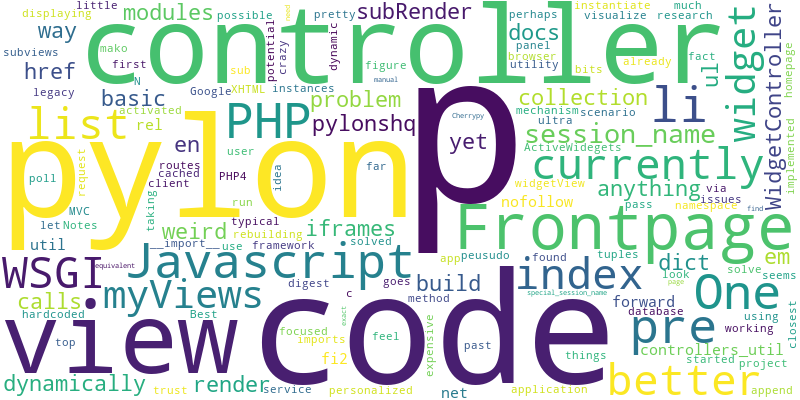 displaying
little
modules
controller
possible
pretty
instantiate
much
subviews
mako
crazy
potential
dynamic
subRender
perhaps
visualize
research
need
way
first
N
Google
sub
figure
docs
panel
browser
already
fact
homepage
href
instances
utility
bits
ul
widget
WidgetController
legacy
basic
XHTML
problem
collection
mechanism
ultra
li
implemented
list
activated
rel
PHP
pylonshq
p
Cherrypy
manual
yet
scenario
session_name
pylon
en
user
idea
far
ActiveWidegets
currently
anything
via
issues
request
routes
cached
client
PHP4
run
widgetView
nofollow
namespace
poll
MVC
taking
typical
weird
iframes
pass
find
let
Notes
__import__
use
rebuilding
framework
solved
app
peusudo
Frontpage
tuples
em
util
WSGI
equivalent
Javascript
code
found
index
dict
look
solve
seems
calls
myViews
digest
c
goes
build
method
forward
database
One
page
using
closest
hardcoded
Best
exact
special_session_name
pre
working
view
top
focused
feel
past
expensive
controllers_util
started
project
imports
fi2
things
better
dynamically
render
trust
service
personalized
net
application
append